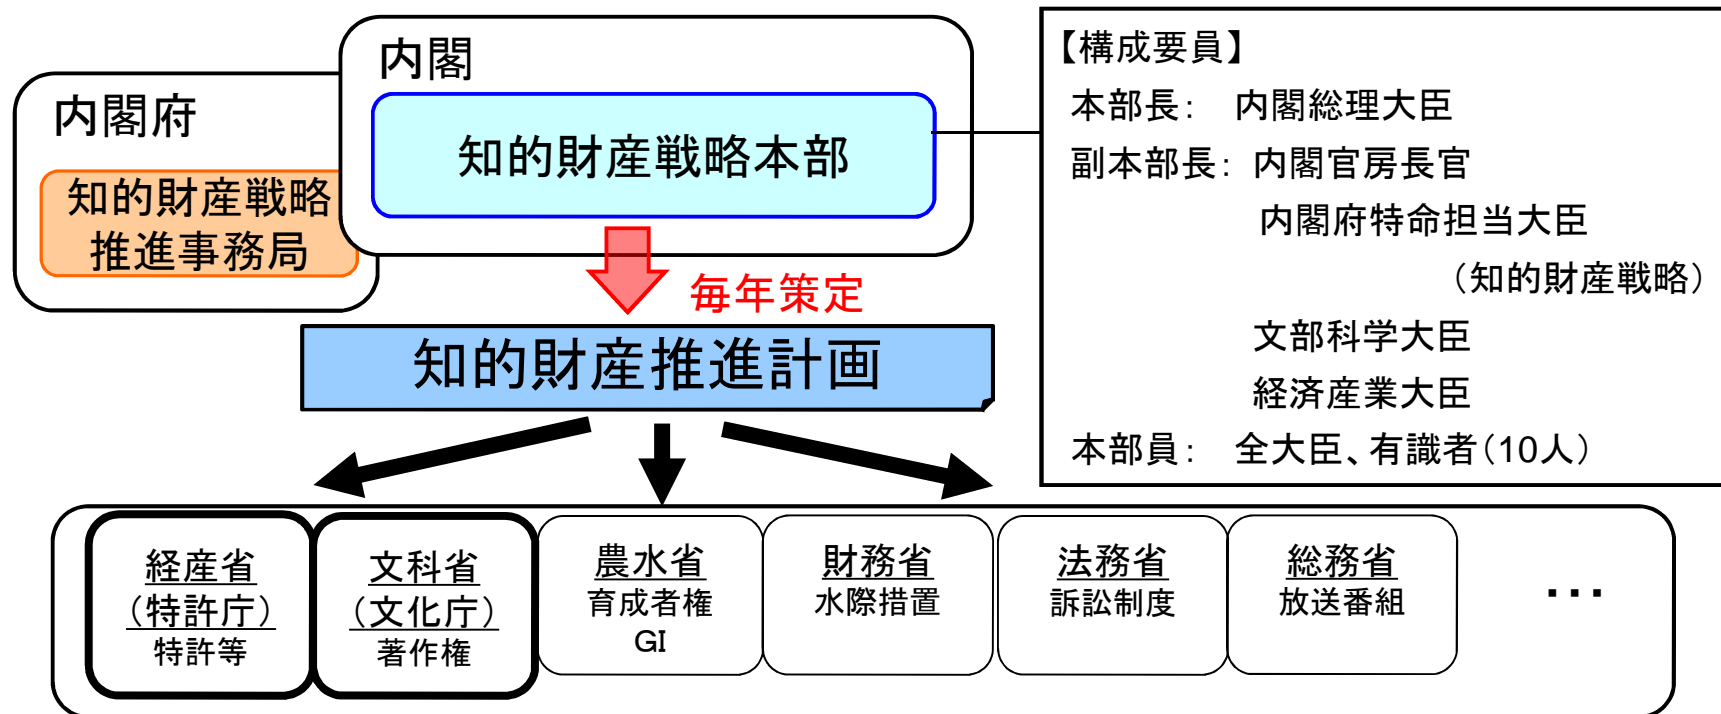 内閣府
知的財産戦略
推進事務局
内閣
知的財産戦略本部
【構成要員】
本部長： 内閣総理大臣
副本部長： 内閣官房長官
内閣府特命担当大臣
（知的財産戦略）
文部科学大臣
経済産業大臣
本部員： 全大臣、有識者（10人）
毎年策定
知的財産推進計画
経産省
（特許庁）
特許等
文科省
（文化庁）
著作権
農水省
育成者権
GI
財務省
水際措置
法務省
訴訟制度
総務省
放送番組
・・・